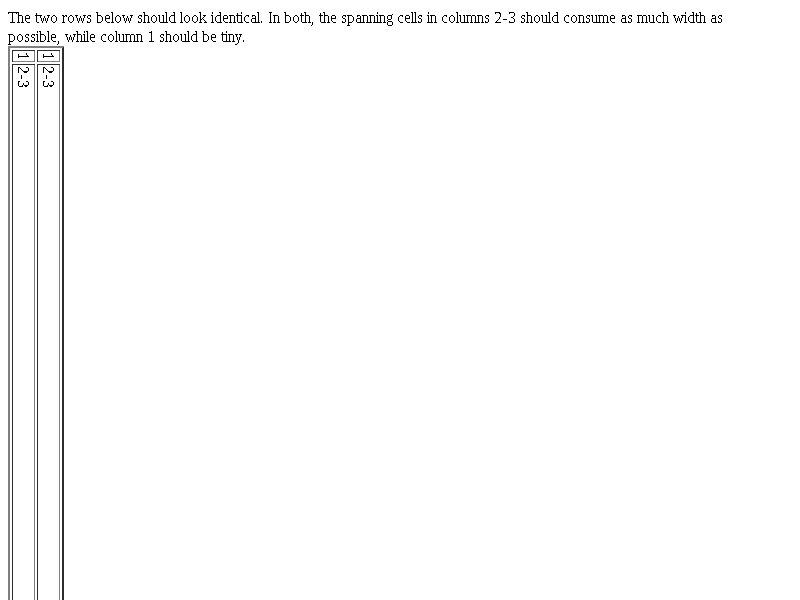 The two rows below should look identical. In both, the spanning cells in columns 2-3 should consume as much width as
possible, while column 1 should be tiny.
1
2-3
1
2-3